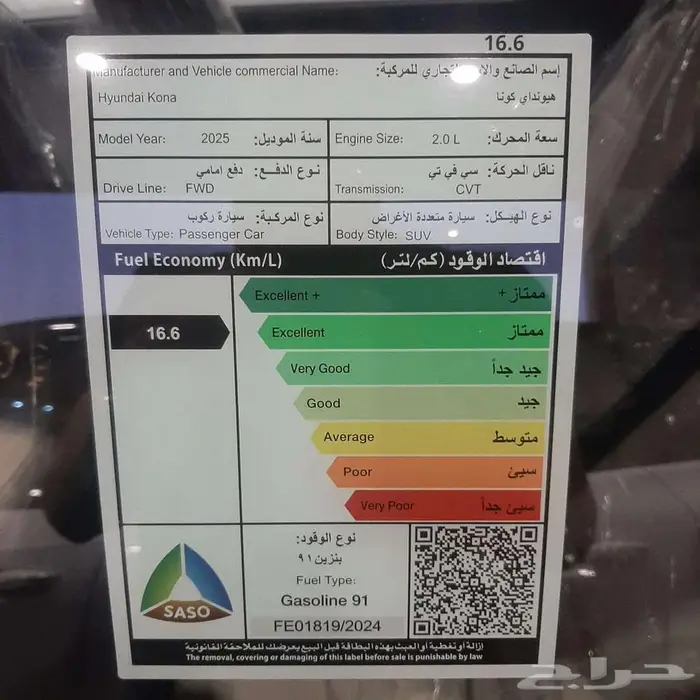 16.6
Manufacturer and Vehicle commercial Name: إسم الصانع التجاري للمركبة:
Hyundai Kona هيونداي كونا
Model Year: 2025 سنة الموديل: Engine Size: 2.0 L سعة المحرك:
نوع الدفع: دفع امامي ناقل الحركة: سي في تي
Drive Line: FWD Transmission: CVT
نوع المركبة: سيارة ركوب نوع الهيكل: سيارة متعددة الأغراض
Vehicle Type: Passenger Car Body Style: SUV
Fuel Economy (Km/L) اقتصاد الوقود (كم/لتر)
Excellent + ممتاز +
16.6 Excellent ممتاز
Very Good جيد جداً
Good جيد
Average متوسط
Poor سيئ
Very Poor سيئ جداً
نوع الوقود:
بنزين ٩١
Fuel Type:
Gasoline 91
SASO
FE01819/2024
إزالة أو تغطية أو العبث بهذه البطاقة قبل البيع يعرضك للملاحقة القانونية
The removal, covering or damaging of this label before sale is punishable by law
حراج